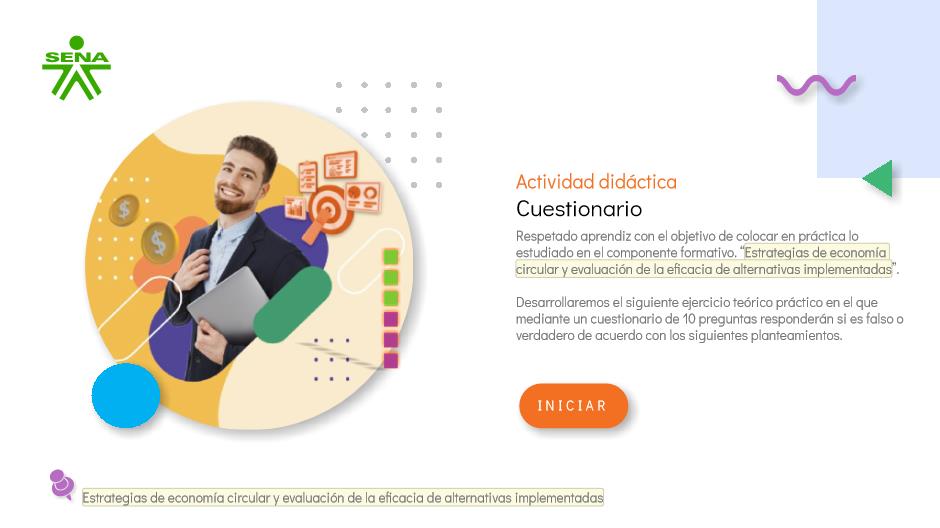 SENA
Actividad didáctica
Cuestionario
Respetado aprendiz con el objetivo de colocar en práctica lo
estudiado en el componente formativo. “Estrategias de economía
circular y evaluación de la eficacia de alternativas implementadas”.
Desarrollaremos el siguiente ejercicio teórico práctico en el que
mediante un cuestionario de 10 preguntas responderán si es falso o
verdadero de acuerdo con los siguientes planteamientos.
INICIAR
Estrategias de economía circular y evaluación de la eficacia de alternativas implementadas